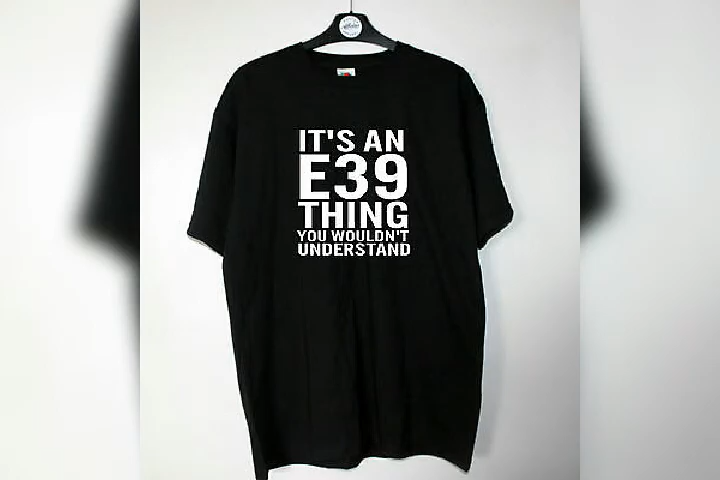 IT'S AN
E39
THING
YOU WOULDN'T
UNDERSTAND